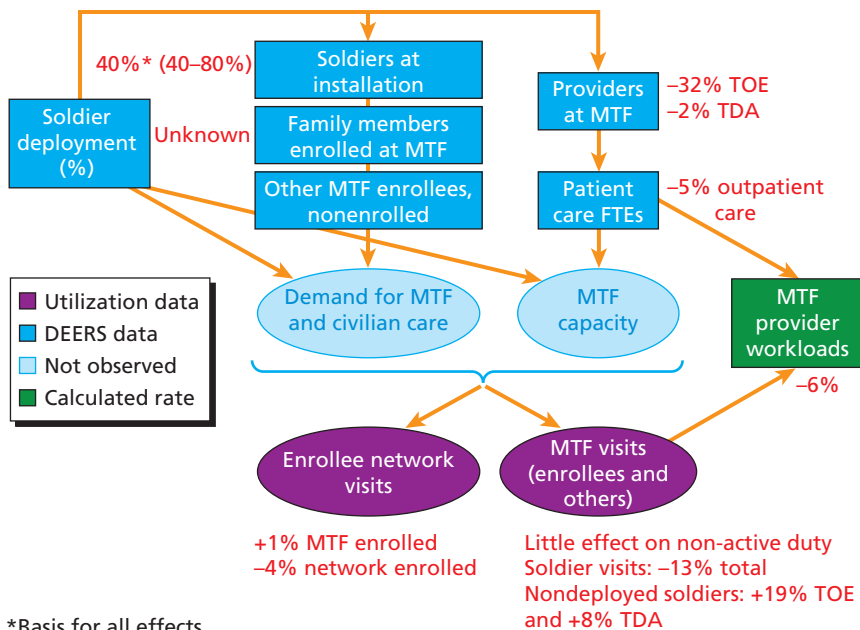 40%* (40–80%)
Soldiers at
installation
Providers
at MTF
–32% TOE
–2% TDA
Soldier
deployment
(%)
Unknown
Family members
enrolled at MTF
Other MTF enrollees,
nonenrolled
Patient
care FTEs
–5% outpatient
care
Utilization data
DEERS data
Not observed
Calculated rate
Demand for MTF
and civilian care
MTF
capacity
MTF
provider
workloads
–6%
Enrollee network
visits
MTF visits
(enrollees and
others)
+1% MTF enrolled
–4% network enrolled
Little effect on non-active duty
Soldier visits: –13% total
Nondeployed soldiers: +19% TOE
and +8% TDA
*Basis for all effects